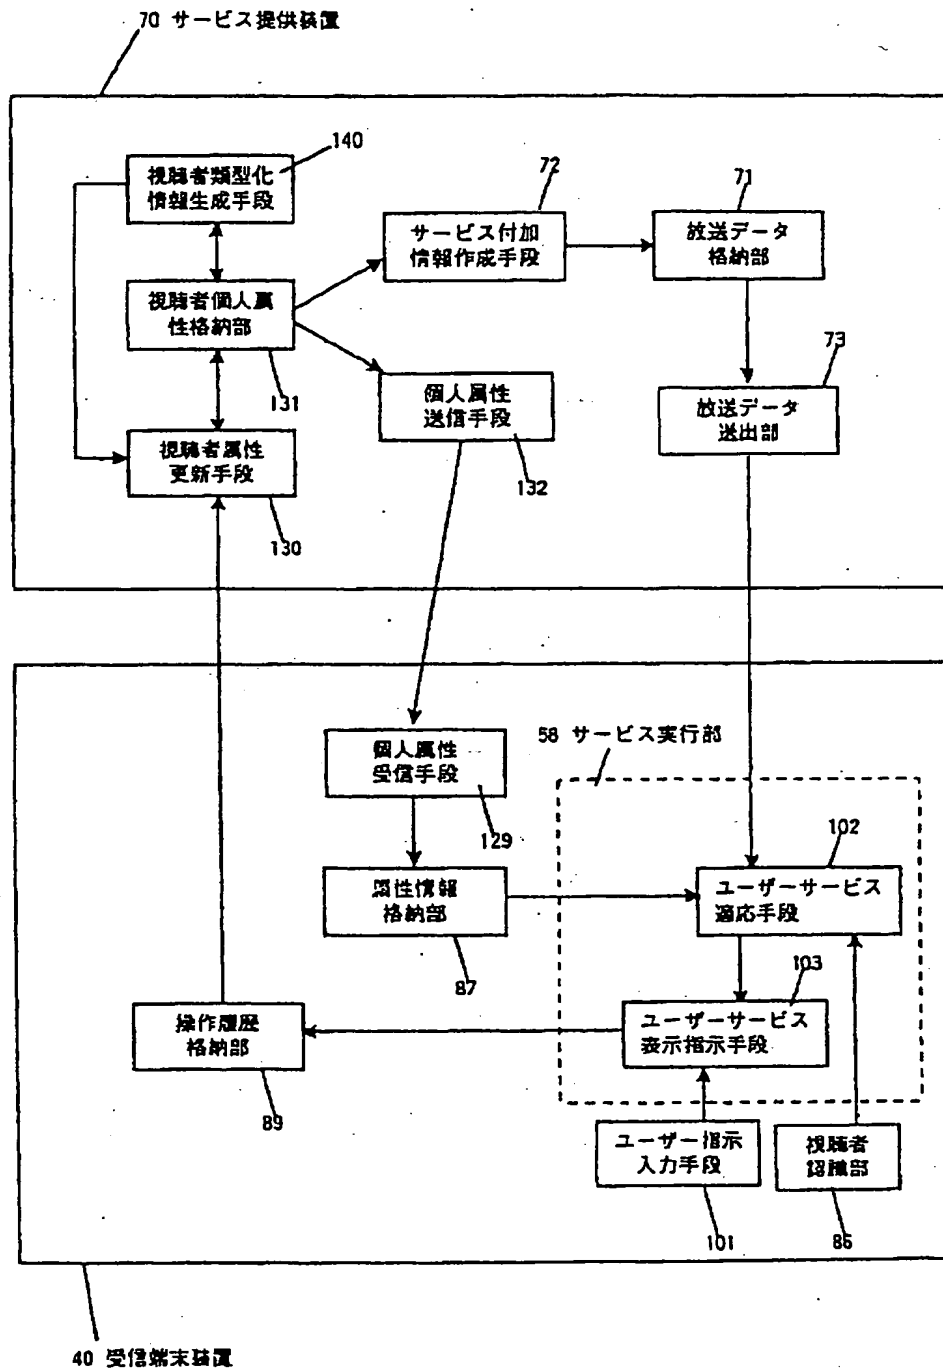 70 サービス提供装置
140
視聴者類型化
情報生成手段
72
サービス付加
情報作成手段
71
放送データ
格納部
視聴者個人属
性格納部
131
73
個人属性
送信手段
132
放送データ
送出部
視聴者属性
更新手段
130
58 サービス実行部
個人属性
受信手段
129
102
ユーザーサービス
適応手段
属性情報
格納部
87
103
ユーザーサービス
表示指示手段
操作履歴
格納部
89
ユーザー指示
入力手段
101
視聴者
認識部
86
40 受信端末装置